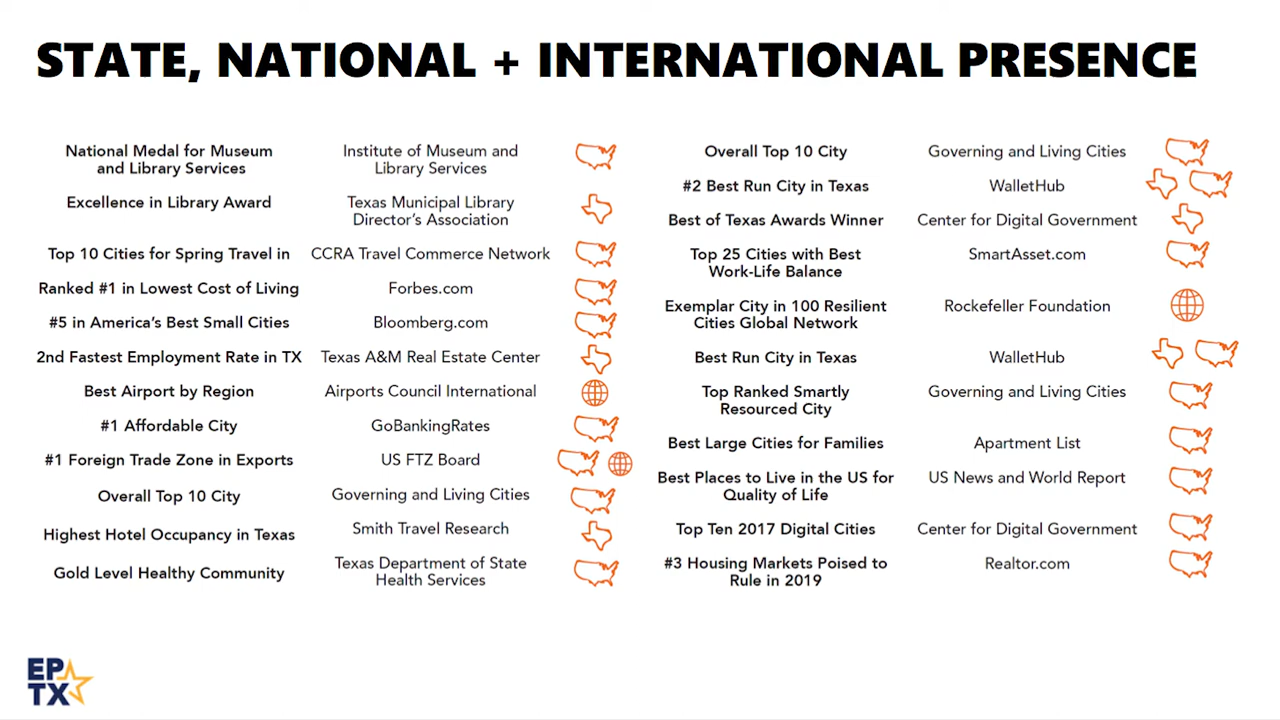 STATE, NATIONAL + INTERNATIONAL PRESENCE
National Medal for Museum
and Library Services
Institute of Museum and
Library Services
Excellence in Library Award
Texas Municipal Library
Director's Association
Top 10 Cities for Spring Travel in
CCRA Travel Commerce Network
Ranked #1 in Lowest Cost of Living
Forbes.com
#5 in America's Best Small Cities
Bloomberg.com
2nd Fastest Employment Rate in TX
Texas A&M Real Estate Center
Best Airport by Region
Airports Council International
#1 Affordable City
GoBankingRates
#1 Foreign Trade Zone in Exports
US FTZ Board
Overall Top 10 City
Governing and Living Cities
Highest Hotel Occupancy in Texas
Smith Travel Research
Gold Level Healthy Community
Texas Department of State
Health Services
Overall Top 10 City
Governing and Living Cities
#2 Best Run City in Texas
WalletHub
Best of Texas Awards Winner
Center for Digital Government
Top 25 Cities with Best
Work-Life Balance
SmartAsset.com
Exemplar City in 100 Resilient
Cities Global Network
Rockefeller Foundation
Best Run City in Texas
WalletHub
Top Ranked Smartly
Resourced City
Governing and Living Cities
Best Large Cities for Families
Apartment List
Best Places to Live in the US for
Quality of Life
US News and World Report
Top Ten 2017 Digital Cities
Center for Digital Government
#3 Housing Markets Poised to
Rule in 2019
Realtor.com
EP
TX